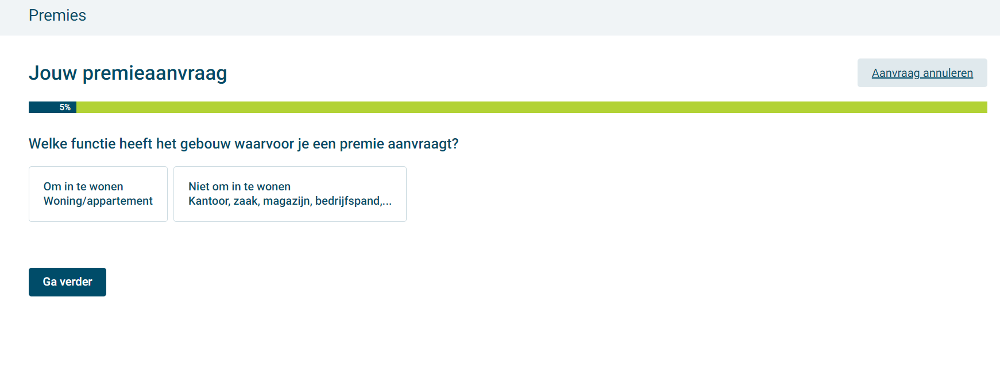 Premies
Jouw premieaanvraag
Aanvraag annuleren
5%
Welke functie heeft het gebouw waarvoor je een premie aanvraagt?
Om in te wonen
Woning/appartement
Niet om in te wonen
Kantoor, zaak, magazijn, bedrijfspand,...
Ga verder